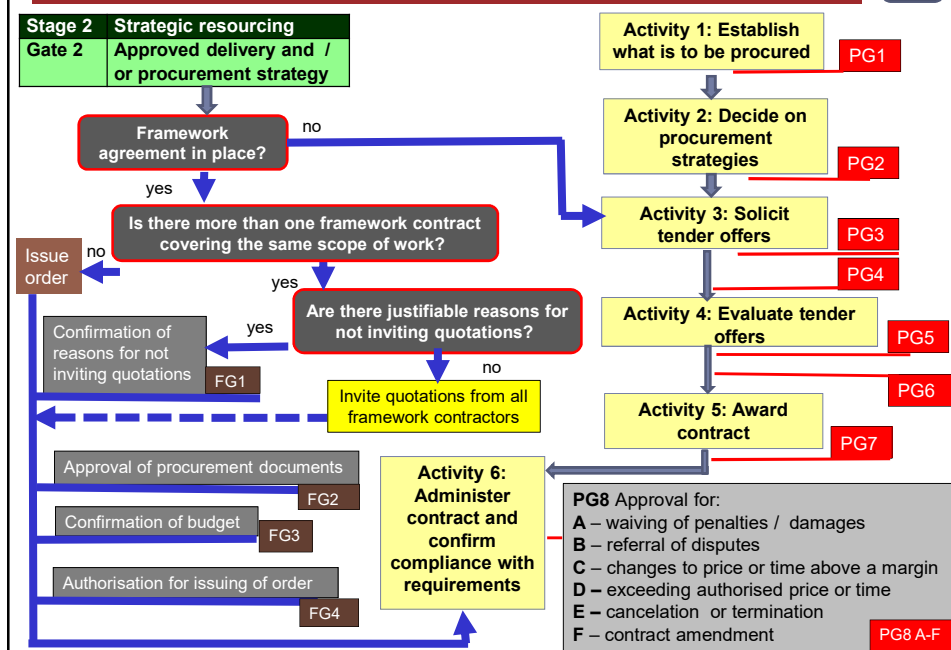 Stage 2 Strategic resourcing
Gate 2 Approved delivery and /
or procurement strategy
Framework
agreement in place?
no
yes
Is there more than one framework contract
covering the same scope of work?
no
Issue
order
yes
Are there justifiable reasons for
not inviting quotations?
yes
Confirmation of
reasons for not
inviting quotations
FG1
no
Invite quotations from all
framework contractors
Approval of procurement documents
FG2
Confirmation of budget
FG3
Authorisation for issuing of order
FG4
Activity 1: Establish
what is to be procured
PG1
Activity 2: Decide on
procurement
strategies
PG2
Activity 3: Solicit
tender offers
PG3
PG4
Activity 4: Evaluate tender
offers
PG5
PG6
Activity 5: Award
contract
PG7
Activity 6:
Administer
contract and
confirm
compliance with
requirements
PG8 Approval for:
A – waiving of penalties / damages
B – referral of disputes
C – changes to price or time above a margin
D – exceeding authorised price or time
E – cancelation or termination
F – contract amendment
PG8 A-F